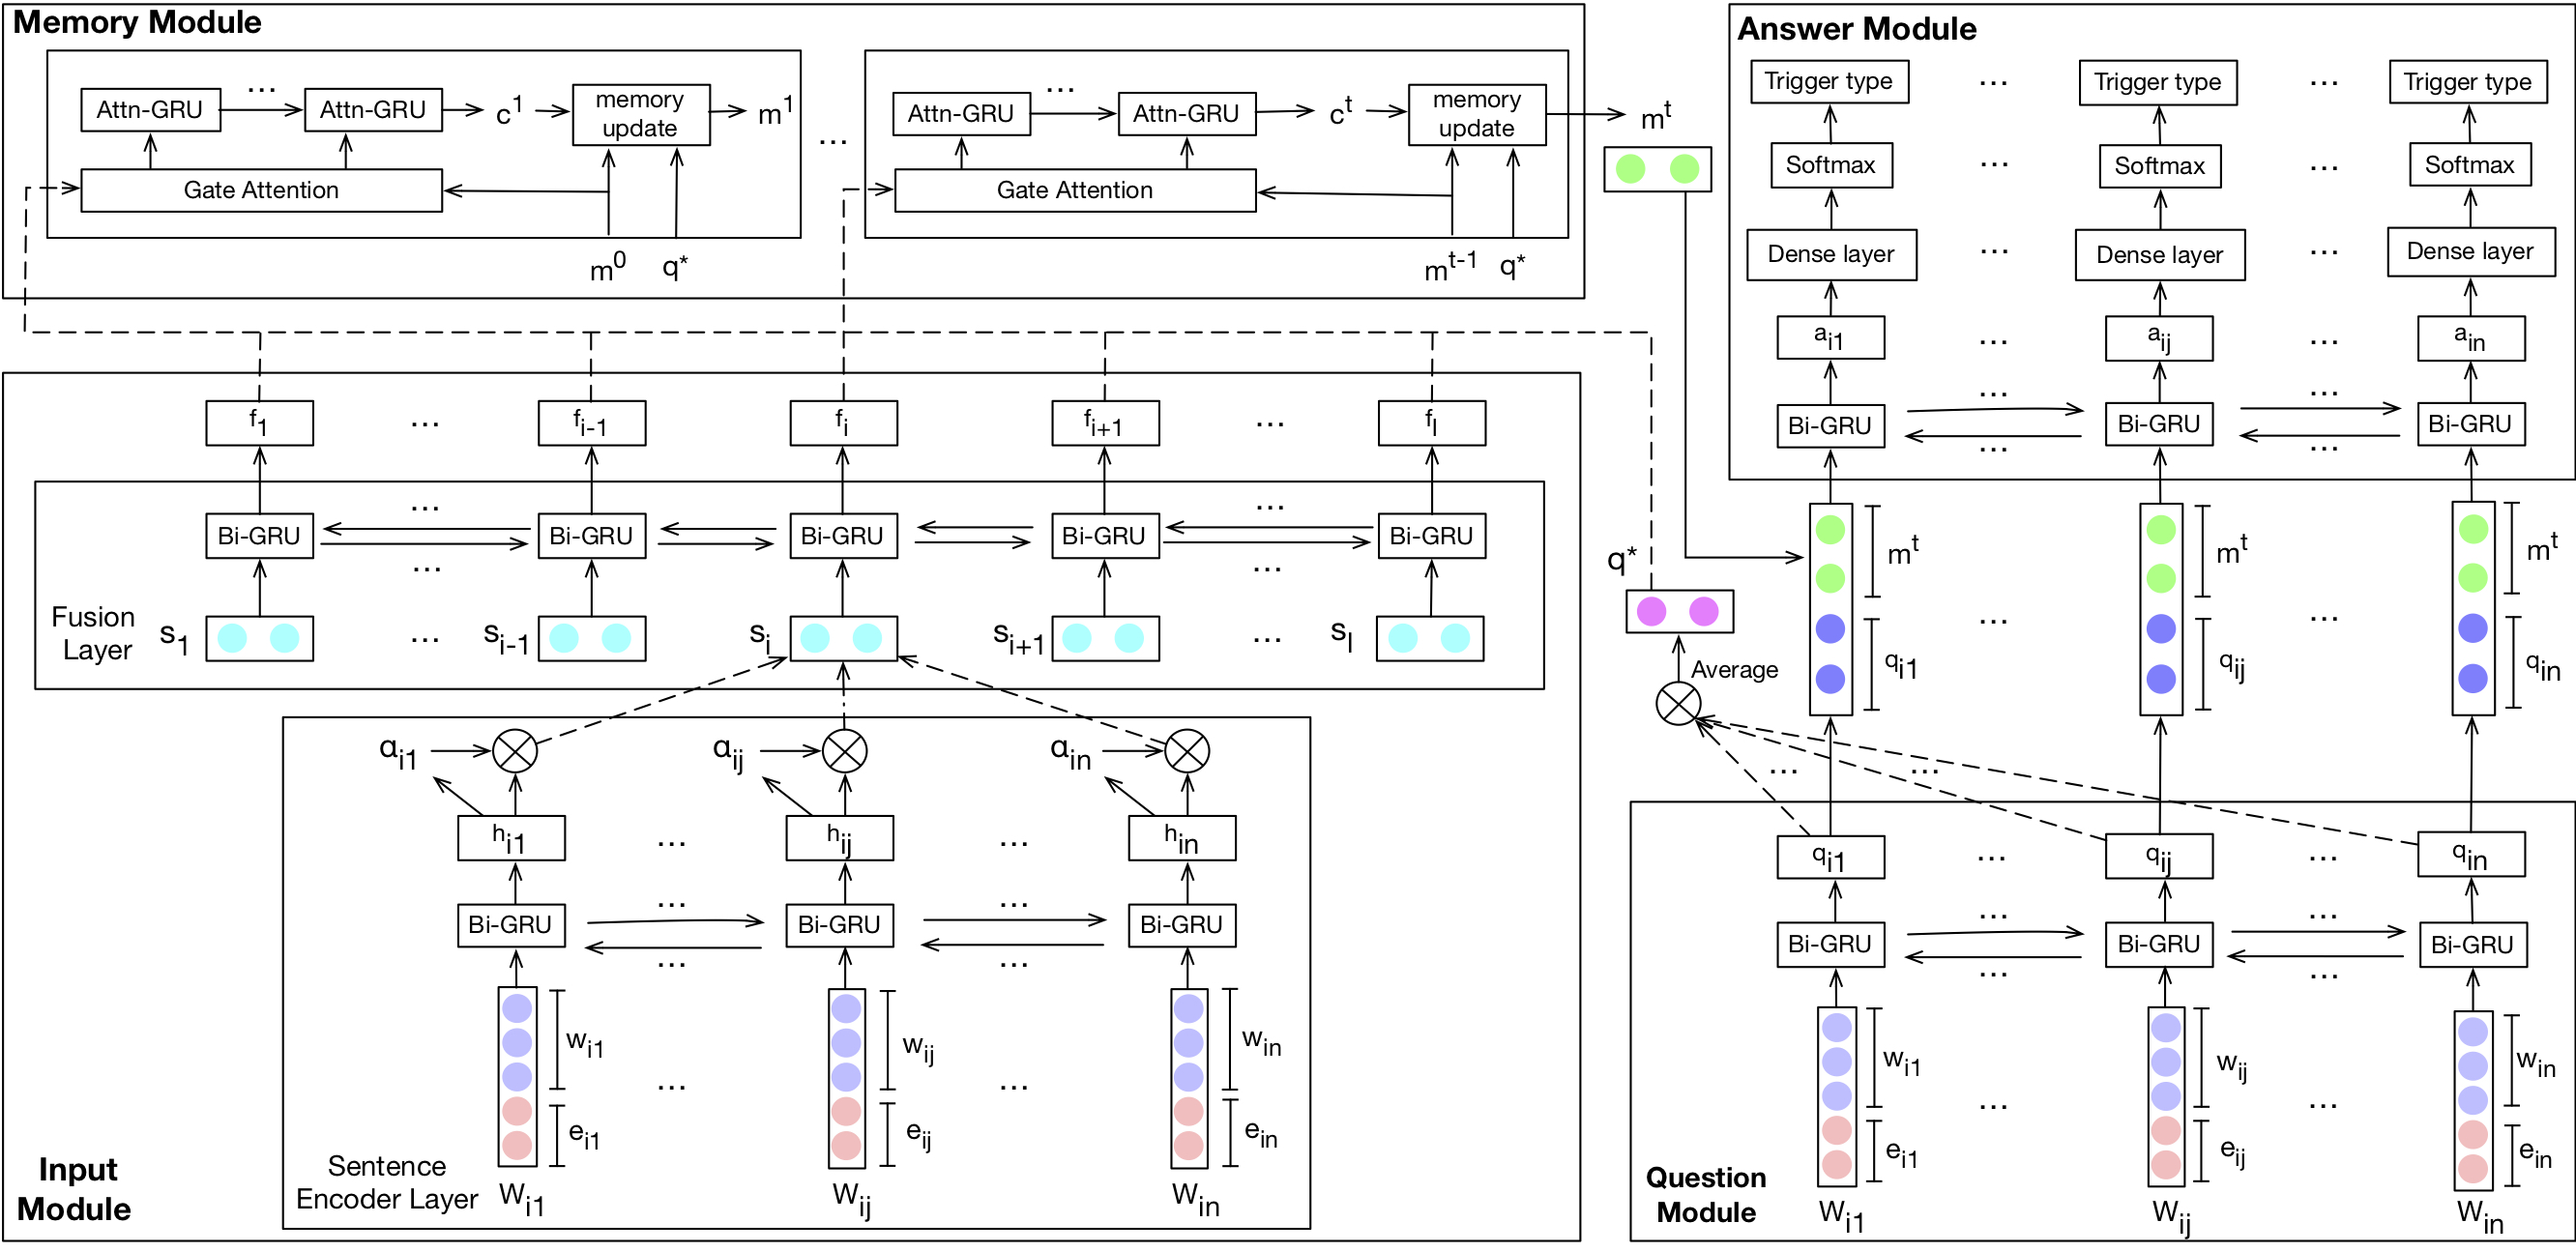 Memory Module
Attn-GRU ... Attn-GRU c^1 memory update m^1
Gate Attention
m^0 q*
...
Attn-GRU ... Attn-GRU c^t memory update m^t
Gate Attention
m^{t-1} q*
Answer Module
Trigger type ... Trigger type ... Trigger type
Softmax ... Softmax ... Softmax
Dense layer ... Dense layer ... Dense layer
a_{i1} ... a_{ij} ... a_{in}
... ...
Bi-GRU Bi-GRU Bi-GRU
... ...
m^t m^t m^t
... ...
q_{i1} q_{ij} q_{in}
q*
Average
... ...
f_1 ... f_{i-1} f_i f_{i+1} ... f_l
... ...
Bi-GRU Bi-GRU Bi-GRU Bi-GRU Bi-GRU
... ...
Fusion
Layer
s_1 ... s_{i-1} s_i s_{i+1} ... s_l
α_{i1} α_{ij} α_{in}
h_{i1} ... h_{ij} ... h_{in}
... ...
Bi-GRU Bi-GRU Bi-GRU
... ...
w_{i1} w_{ij} w_{in}
... ...
e_{i1} e_{ij} e_{in}
Sentence
Encoder Layer
W_{i1} W_{ij} W_{in}
Input
Module
q_{i1} ... q_{ij} ... q_{in}
... ...
Bi-GRU Bi-GRU Bi-GRU
... ...
w_{i1} w_{ij} w_{in}
... ...
e_{i1} e_{ij} e_{in}
Question
Module
W_{i1} W_{ij} W_{in}